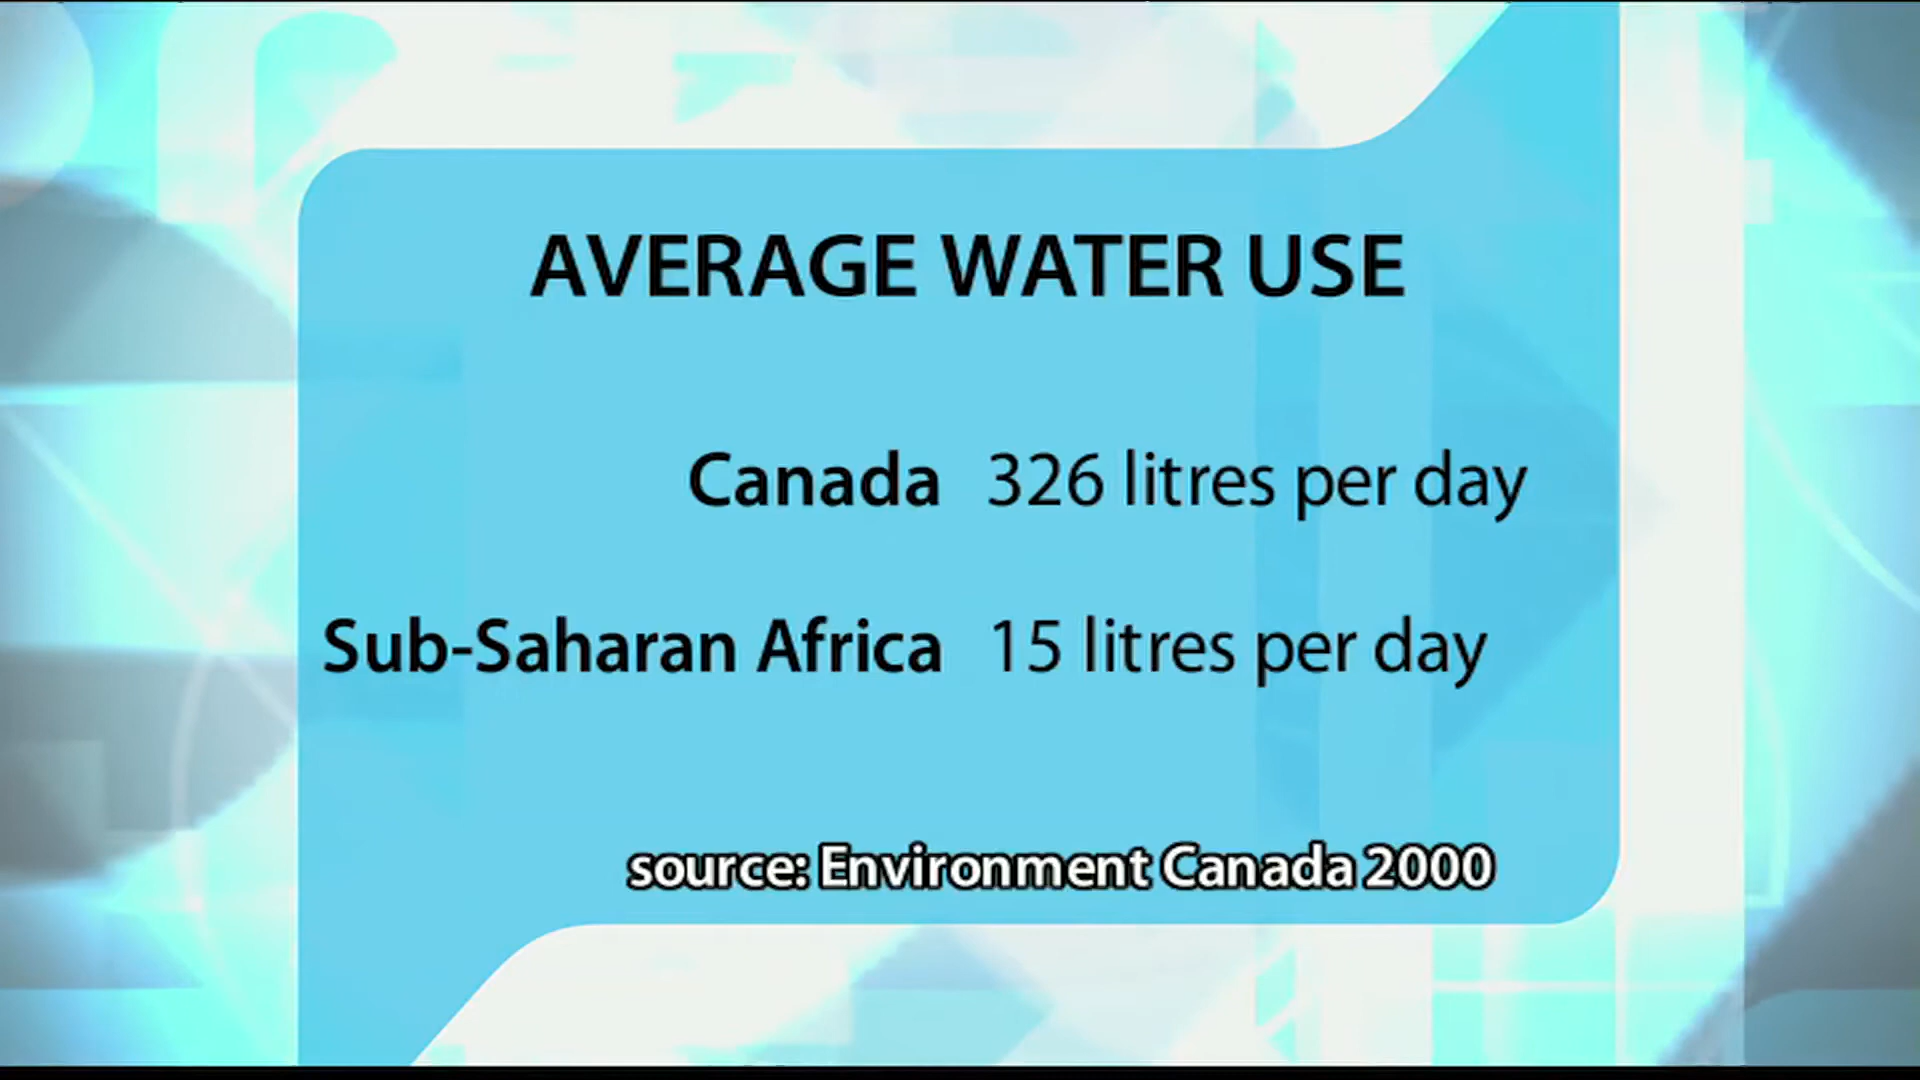 AVERAGE WATER USE
Canada 326 litres per day
Sub-Saharan Africa 15 litres per day
source: Environment Canada 2000